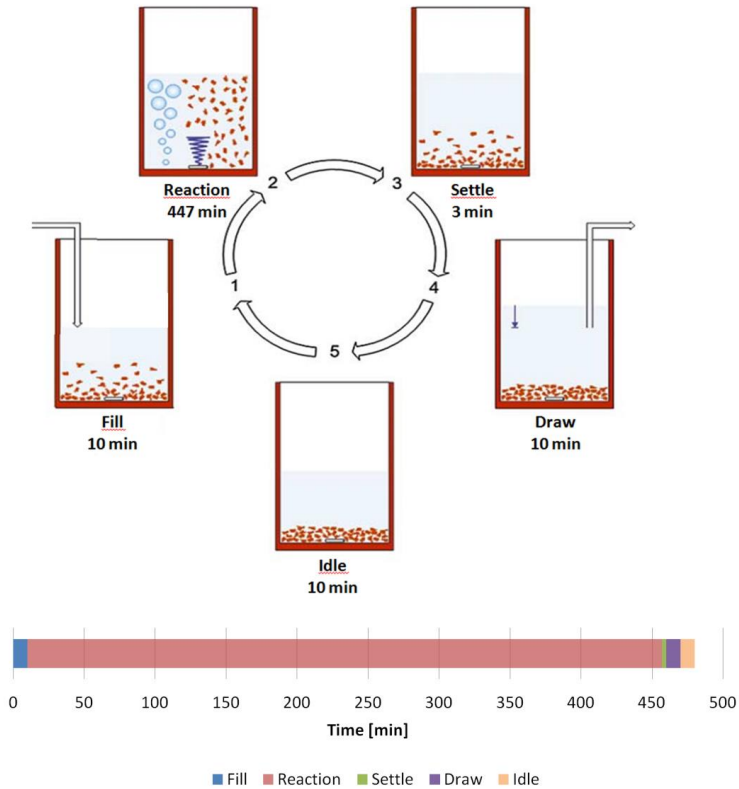 Reaction
447 min
2
3
Settle
3 min
1
4
Fill
10 min
5
Draw
10 min
Idle
10 min
0 50 100 150 200 250 300 350 400 450 500
Time [min]
Fill Reaction Settle Draw Idle